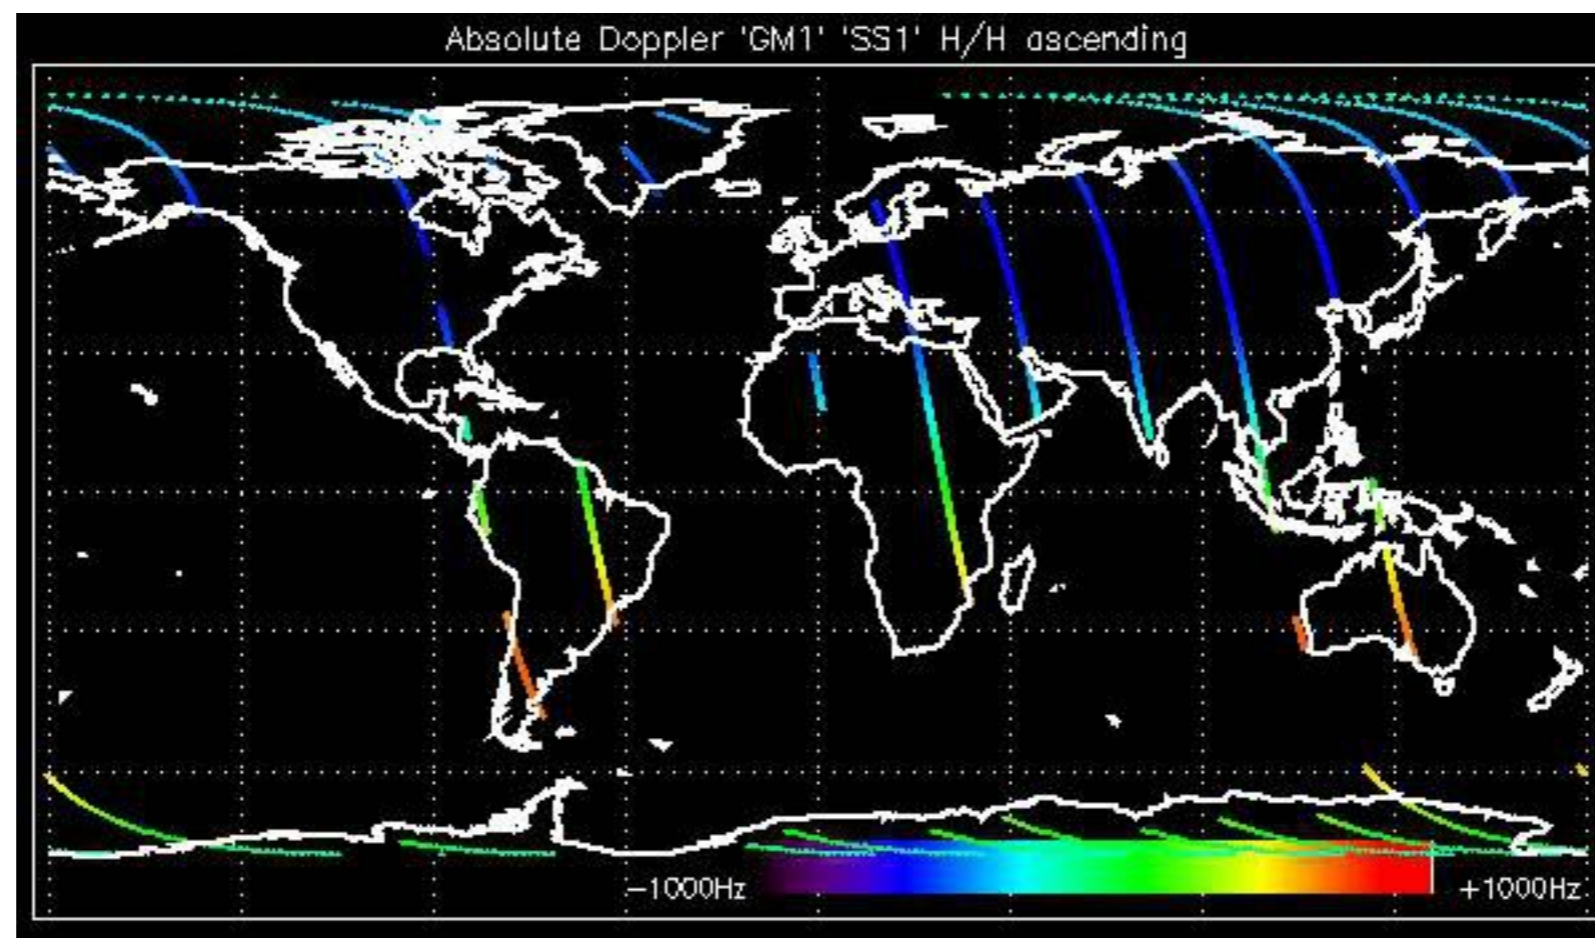 Absolute Doppler 'GM1' 'SS1' H/H ascending
-1000Hz
+1000Hz